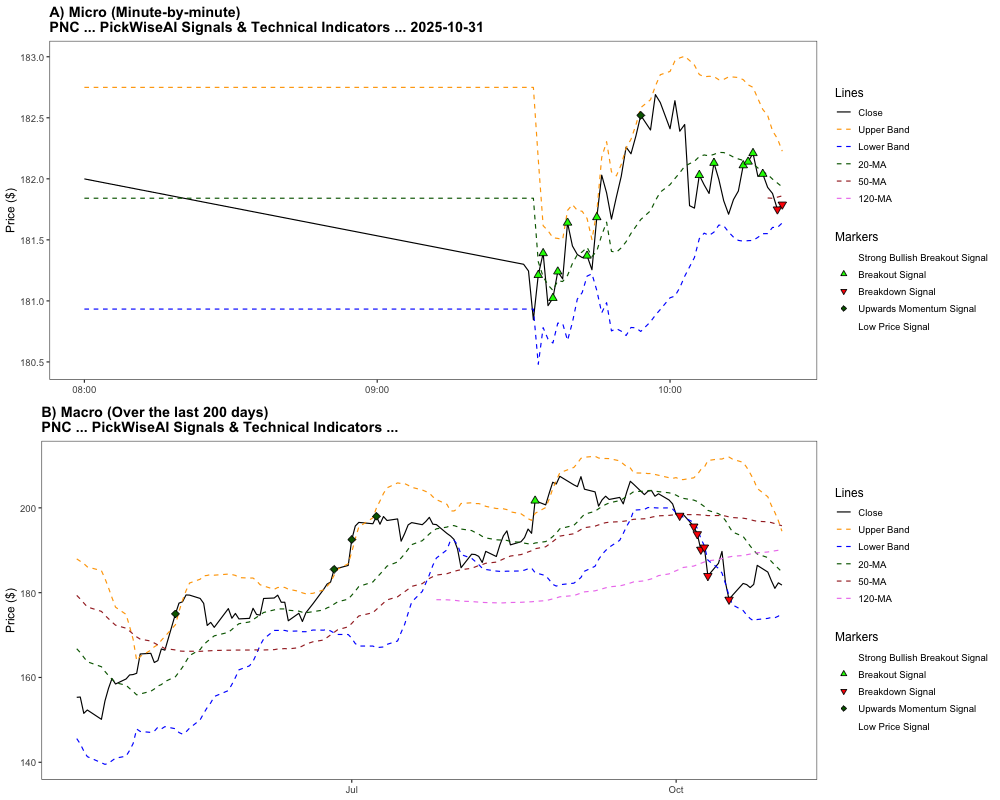 A) Micro (Minute-by-minute)
PNC ... PickWiseAI Signals & Technical Indicators ... 2025-10-31
Price ($)
183.0
182.5
182.0
181.5
181.0
180.5
08:00
09:00
10:00
Lines
Close
Upper Band
Lower Band
20-MA
50-MA
120-MA
Markers
Strong Bullish Breakout Signal
Breakout Signal
Breakdown Signal
Upwards Momentum Signal
Low Price Signal
B) Macro (Over the last 200 days)
PNC ... PickWiseAI Signals & Technical Indicators ...
Price ($)
200
180
160
140
Jul
Oct
Lines
Close
Upper Band
Lower Band
20-MA
50-MA
120-MA
Markers
Strong Bullish Breakout Signal
Breakout Signal
Breakdown Signal
Upwards Momentum Signal
Low Price Signal